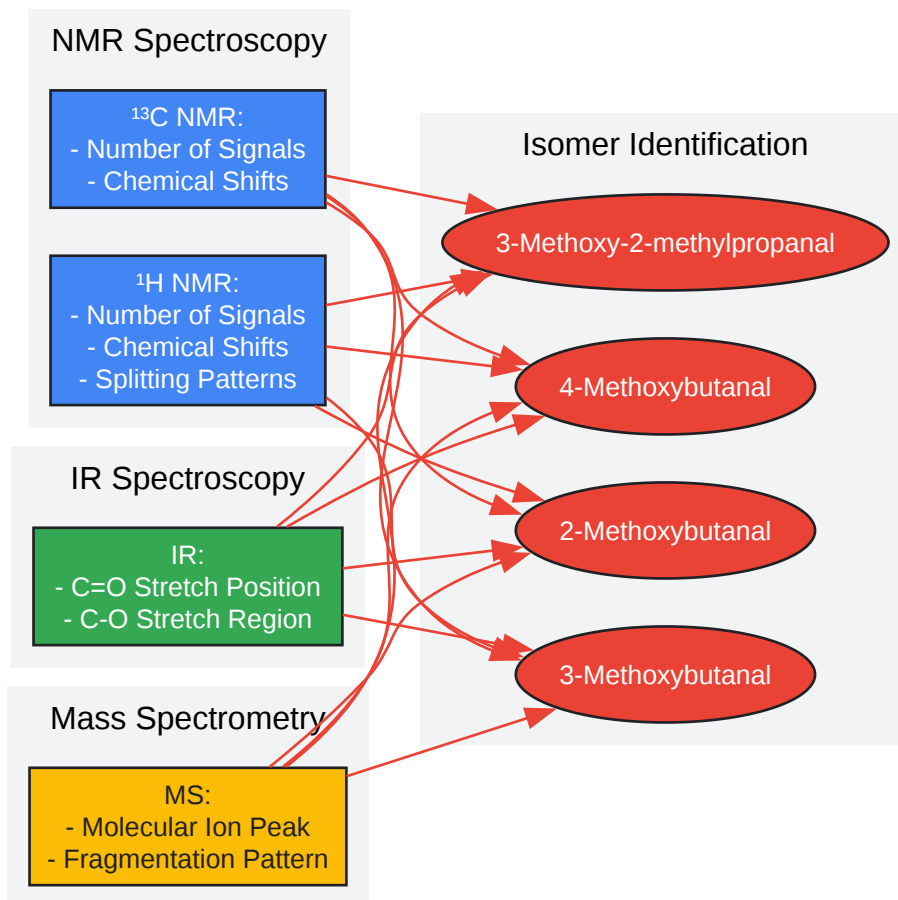 NMR Spectroscopy
¹³C NMR:
- Number of Signals
- Chemical Shifts
¹H NMR:
- Number of Signals
- Chemical Shifts
- Splitting Patterns
IR Spectroscopy
IR:
- C=O Stretch Position
- C-O Stretch Region
Mass Spectrometry
MS:
- Molecular Ion Peak
- Fragmentation Pattern
Isomer Identification
3-Methoxy-2-methylpropanal
4-Methoxybutanal
2-Methoxybutanal
3-Methoxybutanal